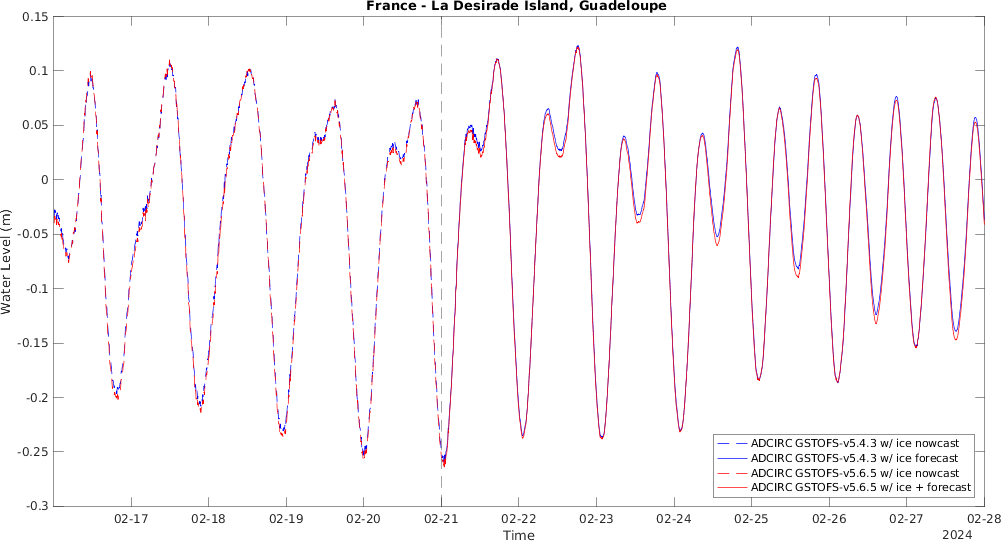 France - La Desirade Island, Guadeloupe
0.15
0.1
0.05
0
-0.05
-0.1
-0.15
-0.2
-0.25
-0.3
Water Level (m)
02-17 02-18 02-19 02-20 02-21 02-22 02-23 02-24 02-25 02-26 02-27 02-28
Time
2024
ADCIRC GSTOFS-v5.4.3 w/ ice nowcast
ADCIRC GSTOFS-v5.4.3 w/ ice forecast
ADCIRC GSTOFS-v5.6.5 w/ ice nowcast
ADCIRC GSTOFS-v5.6.5 w/ ice + forecast